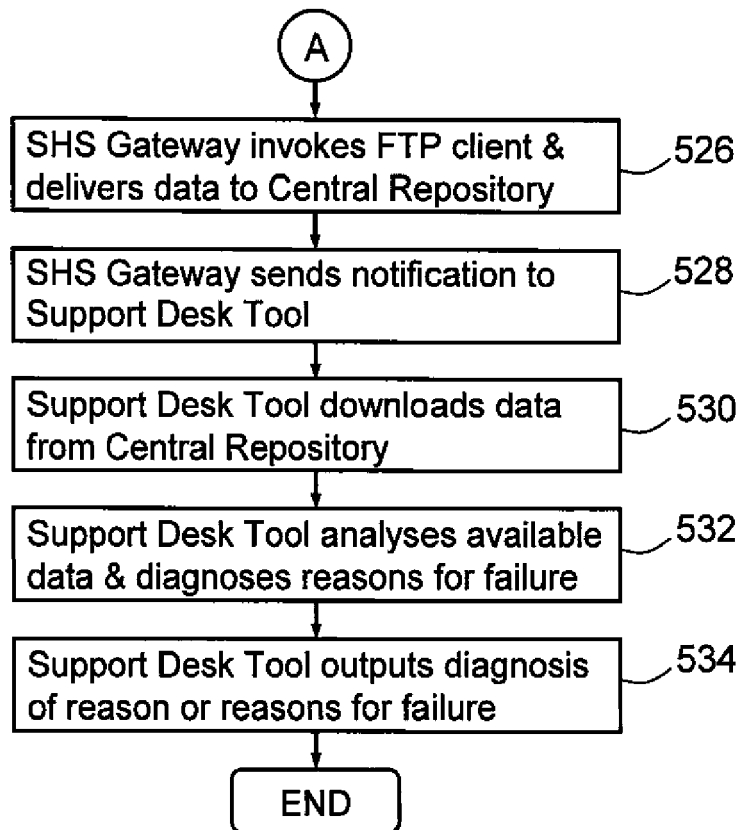 A
SHS Gateway invokes FTP client &
delivers data to Central Repository
526
SHS Gateway sends notification to
Support Desk Tool
528
Support Desk Tool downloads data
from Central Repository
530
Support Desk Tool analyses available
data & diagnoses reasons for failure
532
Support Desk Tool outputs diagnosis
of reason or reasons for failure
534
END